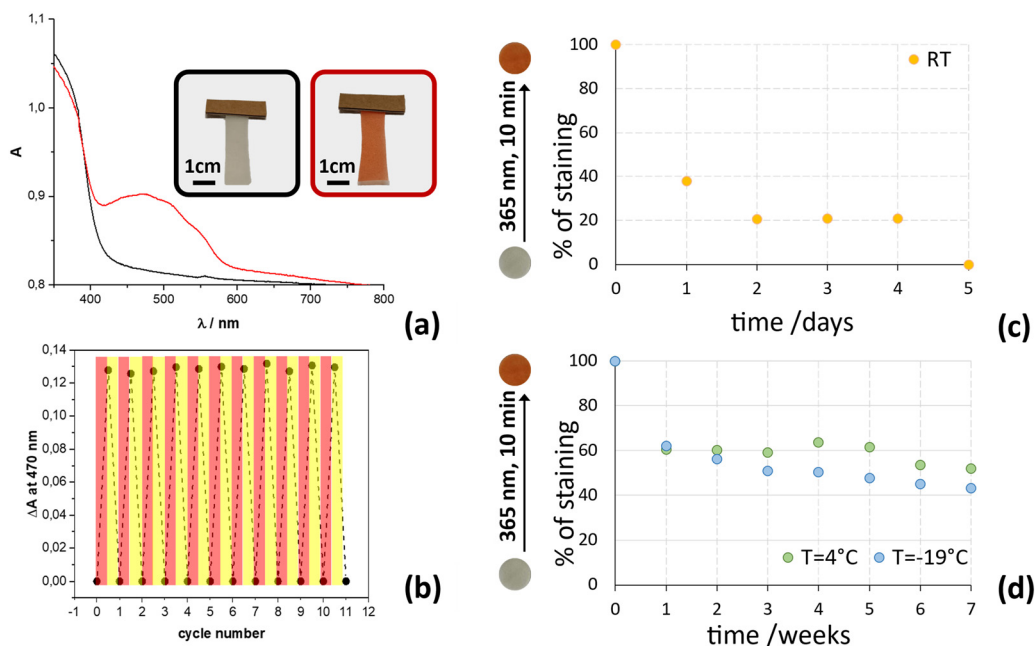 1,1
1,0
0,9
0,8
A
400 500 600 700 800
λ / nm
1cm
1cm
(a)
0,14
0,12
0,10
0,08
0,06
0,04
0,02
0,00
ΔA at 470 nm
-1 0 1 2 3 4 5 6 7 8 9 10 11 12
cycle number
(b)
365 nm, 10 min
% of staining
100
80
60
40
20
0
RT
0 1 2 3 4 5
time /days
(c)
365 nm, 10 min
% of staining
100
80
60
40
20
0
T=4°C T=-19°C
0 1 2 3 4 5 6 7
time /weeks
(d)